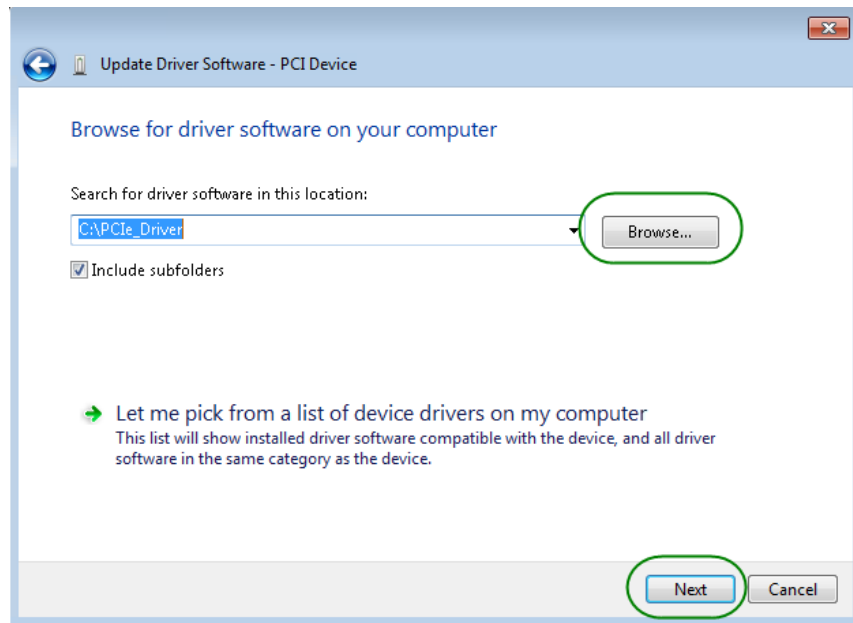 Update Driver Software - PCI Device
Browse for driver software on your computer
Search for driver software in this location:
C:\PCIe_Driver
Browse...
Include subfolders
Let me pick from a list of device drivers on my computer
This list will show installed driver software compatible with the device, and all driver
software in the same category as the device.
Next
Cancel